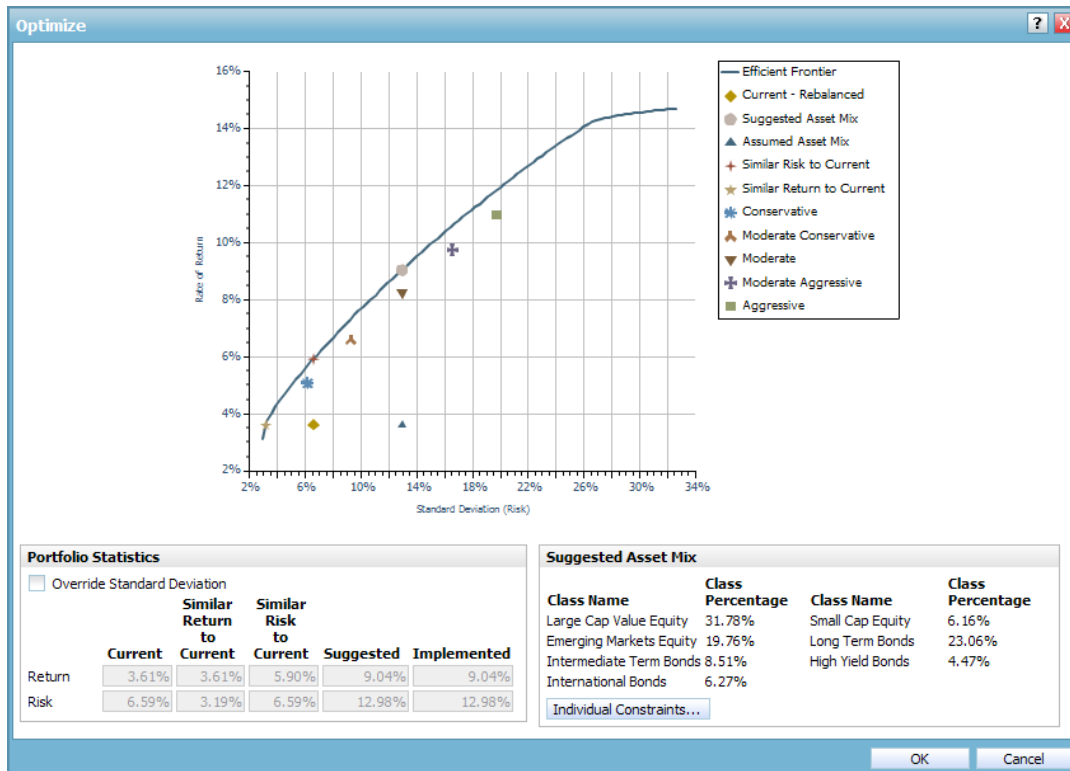 Optimize
?
X
16%
14%
12%
10%
8%
6%
4%
2%
Rate of Return
2% 6% 10% 14% 18% 22% 26% 30% 34%
Standard Deviation (Risk)
Efficient Frontier
Current - Rebalanced
Suggested Asset Mix
Assumed Asset Mix
Similar Risk to Current
Similar Return to Current
Conservative
Moderate Conservative
Moderate
Moderate Aggressive
Aggressive
Portfolio Statistics
Override Standard Deviation
Similar Similar
Return Risk
to to
Current Current Current Suggested Implemented
Return 3.61% 3.61% 5.90% 9.04% 9.04%
Risk 6.59% 3.19% 6.59% 12.98% 12.98%
Suggested Asset Mix
Class Class
Class Name Percentage Class Name Percentage
Large Cap Value Equity 31.78% Small Cap Equity 6.16%
Emerging Markets Equity 19.76% Long Term Bonds 23.06%
Intermediate Term Bonds 8.51% High Yield Bonds 4.47%
International Bonds 6.27%
Individual Constraints...
OK Cancel